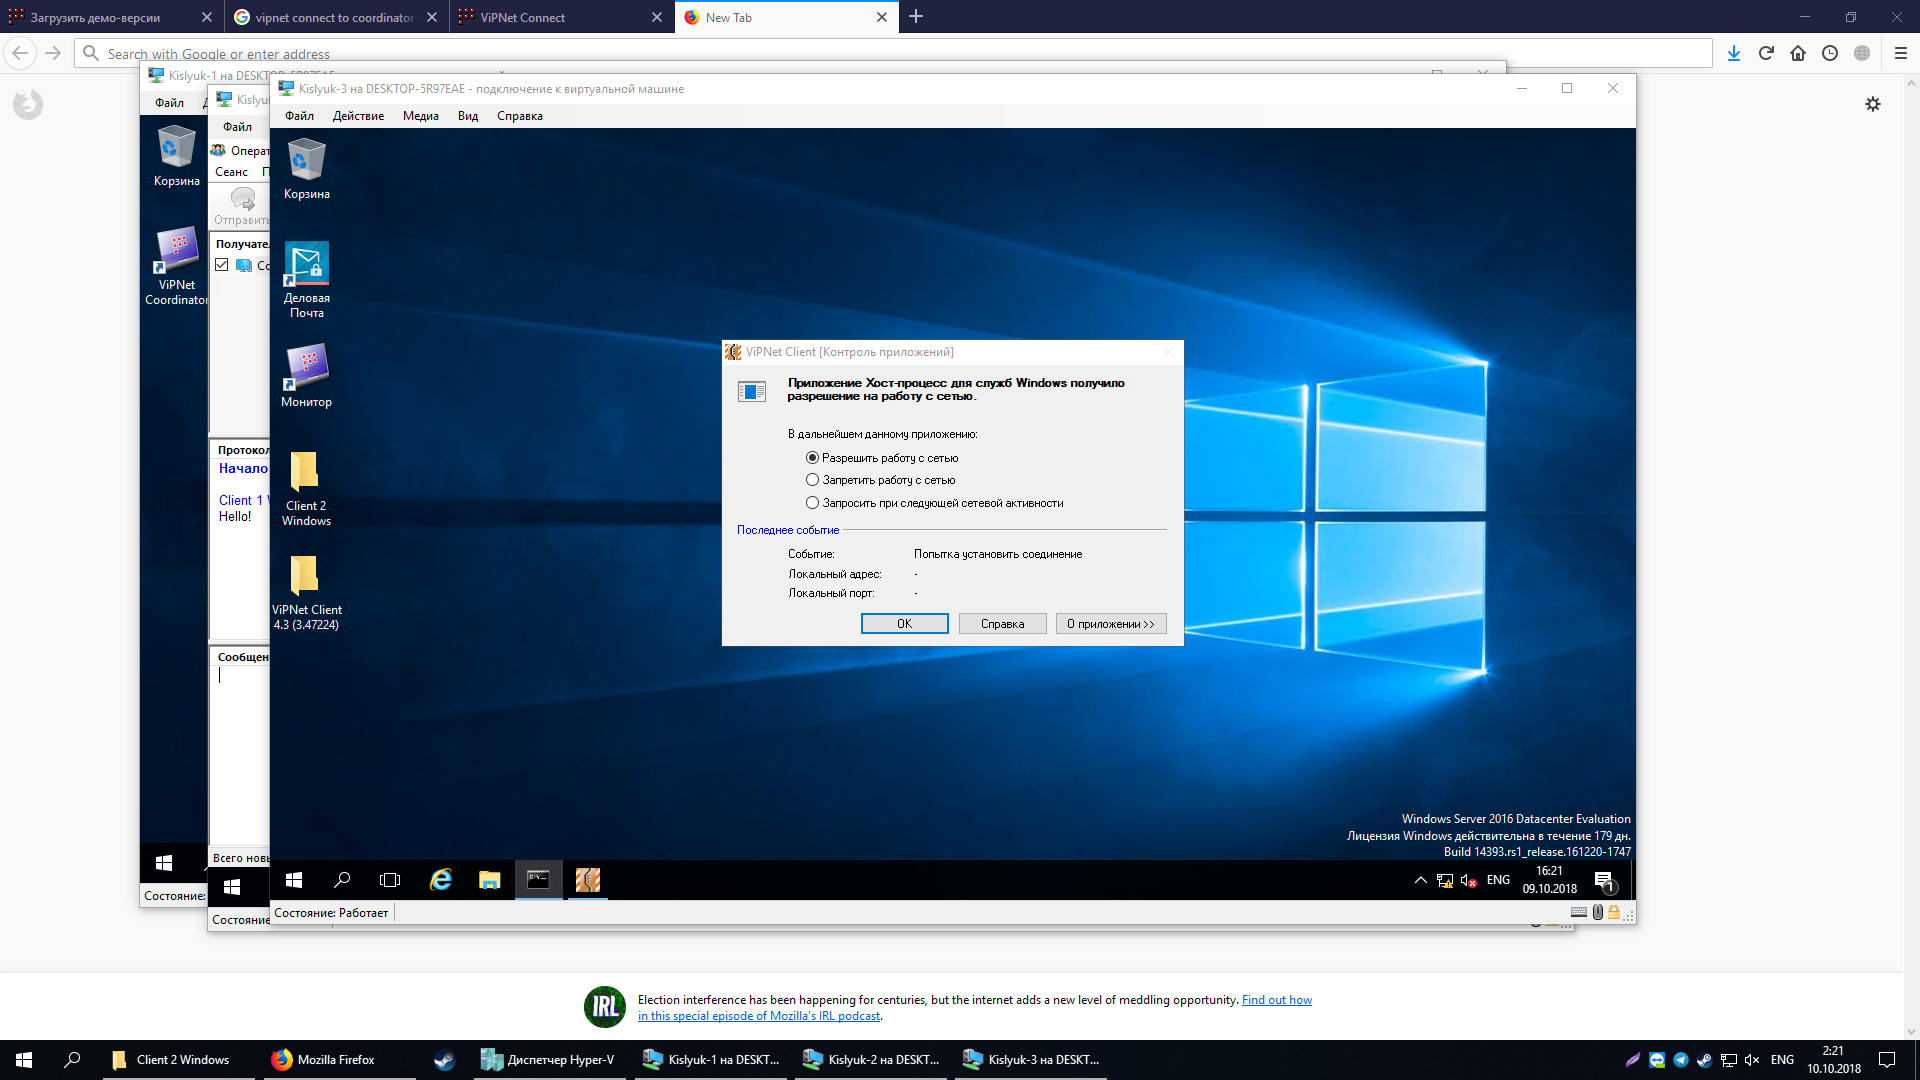 Загрузить демо-версии
vipnet connect to coordinator
ViPNet Connect
New Tab
Search with Google or enter address
Kislyuk-1 на DESKTOP-5R97EAE
Kislyuk-3 на DESKTOP-5R97EAE - подключение к виртуальной машине
Файл
Файл Действие Медиа Вид Справка
Файл
Сеанс
Отправить
Корзина
ViPNet
Coordinator
Начало
Client 1
Hello!
Состояние:
Состояние
Корзина
Деловая
Почта
Монитор
Client 2
Windows
ViPNet Client
4.3 (3.47224)
ViPNet Client [Контроль приложений]
Приложение Хост-процесс для служб Windows получило
разрешение на работу с сетью.
В дальнейшем данному приложению:
Разрешить работу с сетью
Запретить работу с сетью
Запросить при следующей сетевой активности
Последнее событие
Событие: Попытка установить соединение
Локальный адрес: -
Локальный порт: -
OK
Справка
О приложении >>
Windows Server 2016 Datacenter Evaluation
Лицензия Windows действительна в течение 179 дн.
Build 14393.rs1_release.161220-1747
ENG
16:21
09.10.2018
1
Состояние: Работает
IRL
Election interference has been happening for centuries, but the internet adds a new level of meddling opportunity. Find out how
in this special episode of Mozilla's IRL podcast.
Client 2 Windows
Mozilla Firefox
Диспетчер Hyper-V
Kislyuk-1 на DESKT...
Kislyuk-2 на DESKT...
Kislyuk-3 на DESKT...
ENG
2:21
10.10.2018